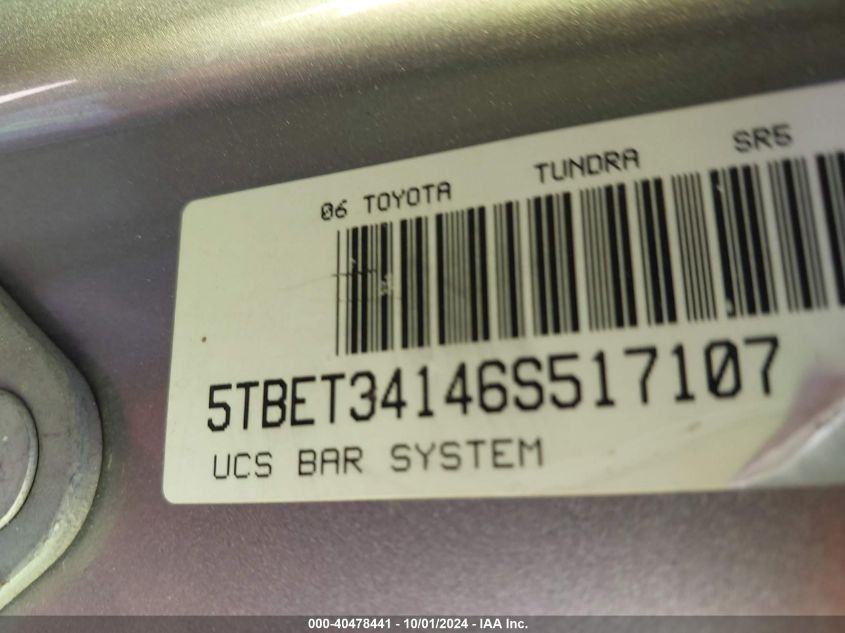 06 TOYOTA TUNDRA SR5
5TBET34146S517107
UCS BAR SYSTEM
000-40478441 - 10/01/2024 - IAA Inc.